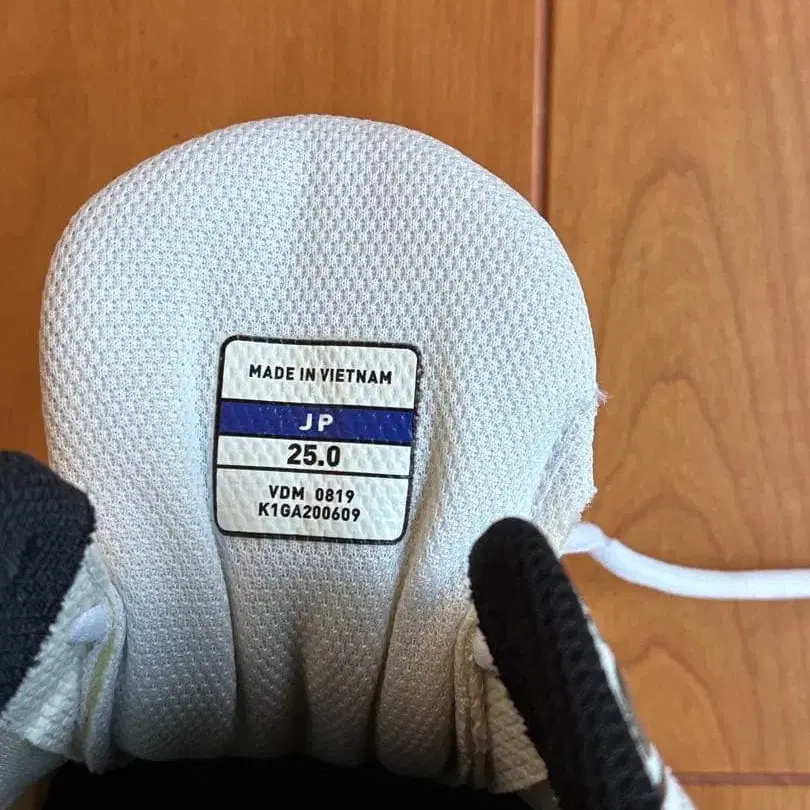 MADE IN VIETNAM
JP
25.0
VDM 0819
K1GA200609